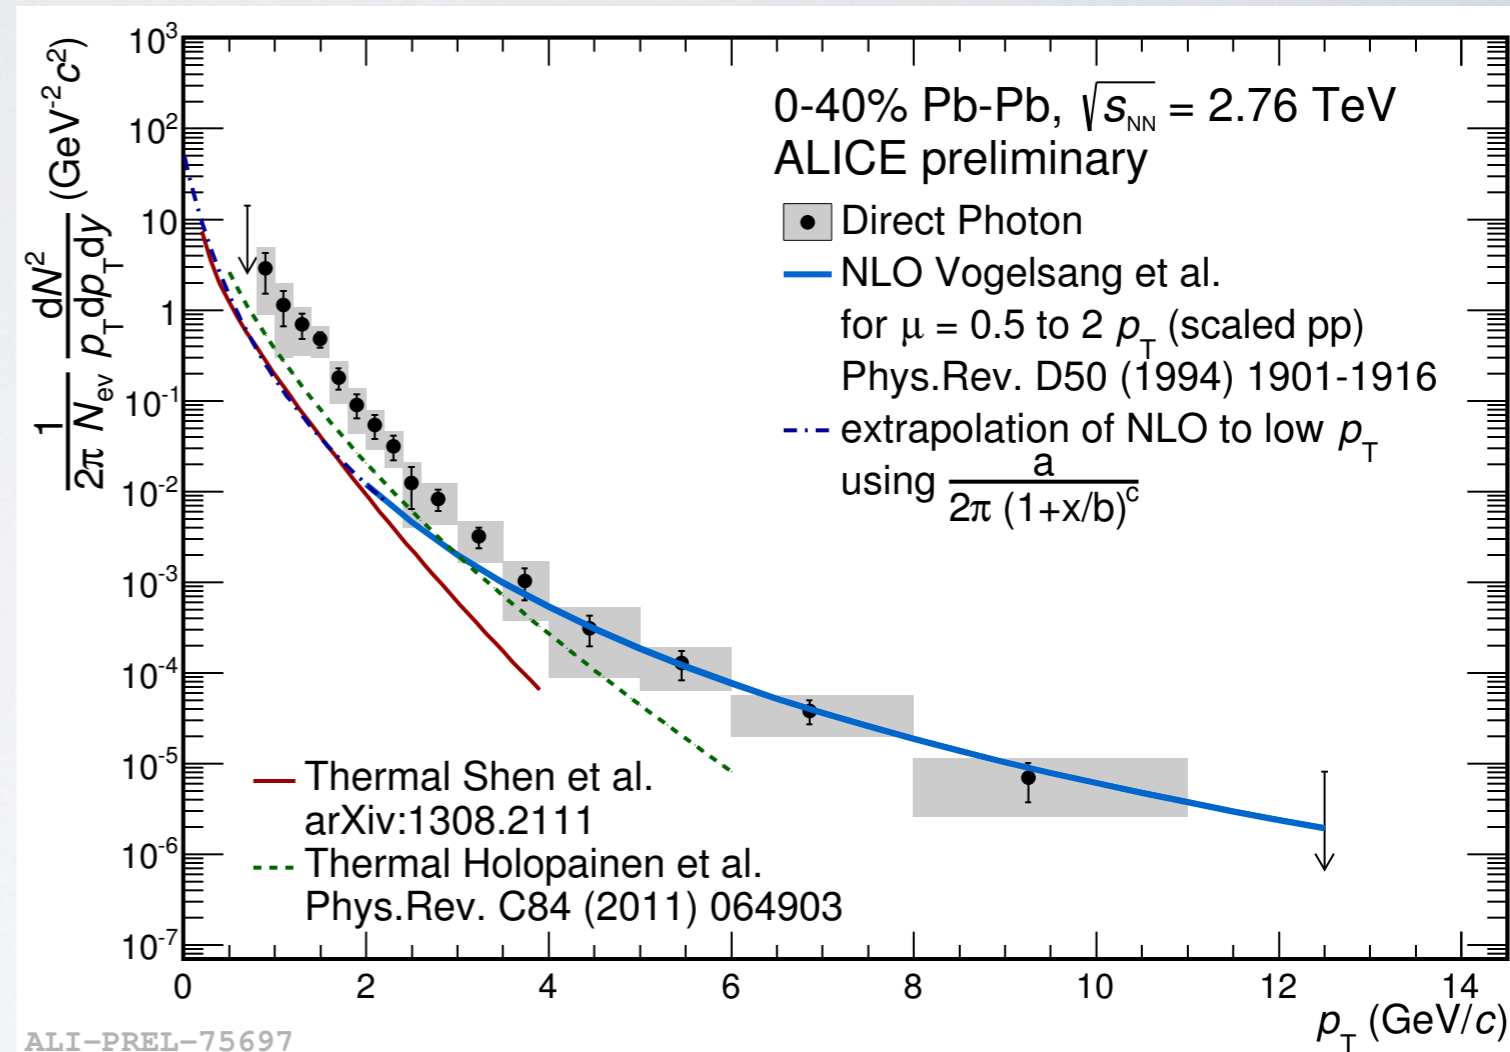 10³
10²
10
1
10⁻¹
10⁻²
10⁻³
10⁻⁴
10⁻⁵
10⁻⁶
10⁻⁷
1/2π 1/N_ev dN²/p_T dp_T dy (GeV⁻²c²)
0-40% Pb-Pb, √s_NN = 2.76 TeV
ALICE preliminary
Direct Photon
NLO Vogelsang et al.
for μ = 0.5 to 2 p_T (scaled pp)
Phys.Rev. D50 (1994) 1901-1916
extrapolation of NLO to low p_T
using a/2π (1+x/b)^c
Thermal Shen et al.
arXiv:1308.2111
Thermal Holopainen et al.
Phys.Rev. C84 (2011) 064903
0 2 4 6 8 10 12 14
p_T (GeV/c)
ALI-PREL-75697